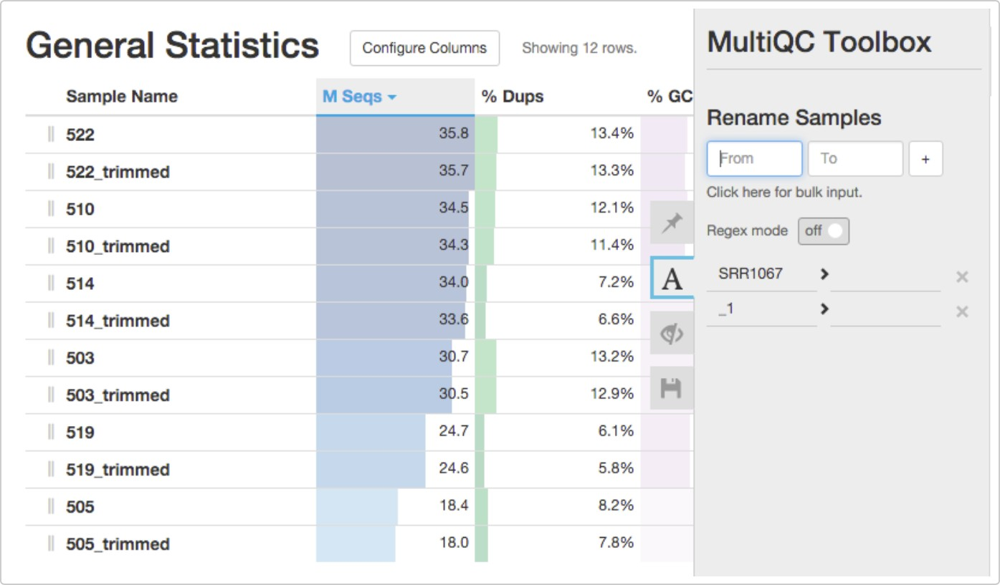 General Statistics
Configure Columns
Showing 12 rows.
Sample Name M Seqs % Dups % GC
522 35.8 13.4%
522_trimmed 35.7 13.3%
510 34.5 12.1%
510_trimmed 34.3 11.4%
514 34.0 7.2%
514_trimmed 33.6 6.6%
503 30.7 13.2%
503_trimmed 30.5 12.9%
519 24.7 6.1%
519_trimmed 24.6 5.8%
505 18.4 8.2%
505_trimmed 18.0 7.8%
A
MultiQC Toolbox
Rename Samples
From To +
Click here for bulk input.
Regex mode off
SRR1067
_1